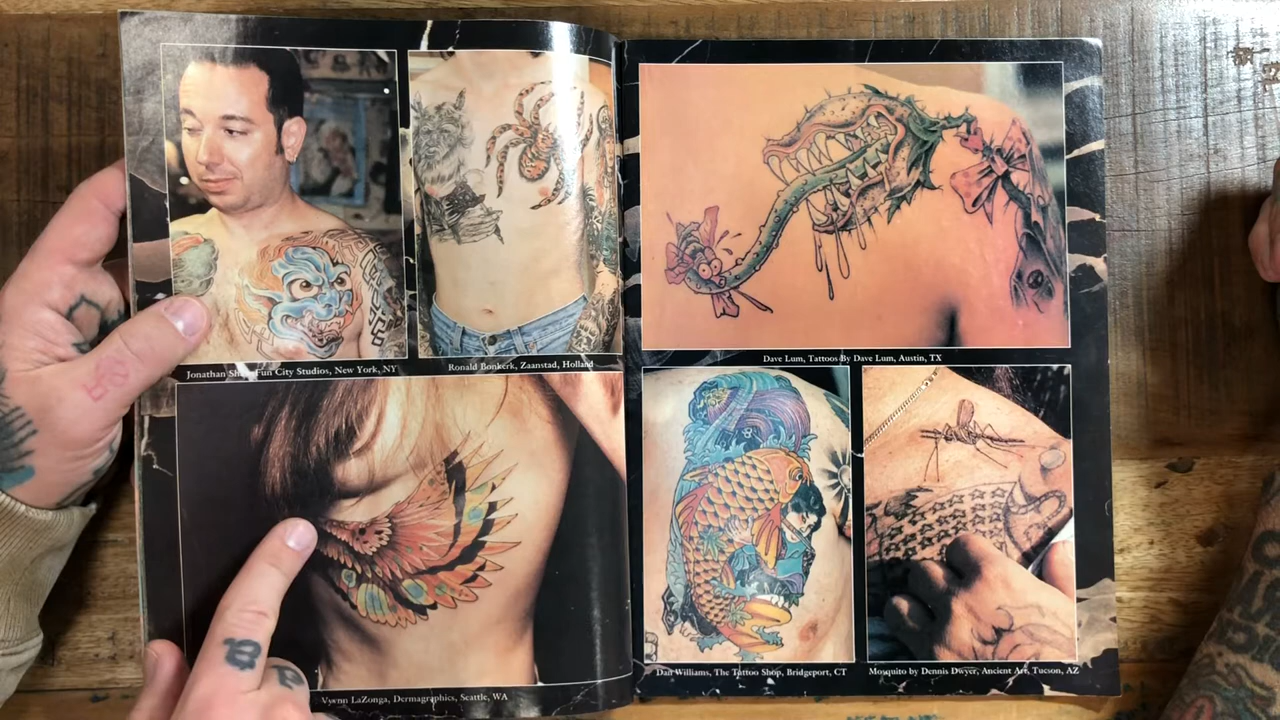 Jonathan Fun City Studios, New York, NY
Ronald Bonkerk, Zaanstad, Holland
Vyvnn LaZonga, Dermagraphics, Seattle, WA
Dave Lum, Tattoos By Dave Lum, Austin, TX
Dan Williams, The Tattoo Shop, Bridgeport, CT
Mosquito by Dennis Dwyer, Ancient Art, Tucson, AZ